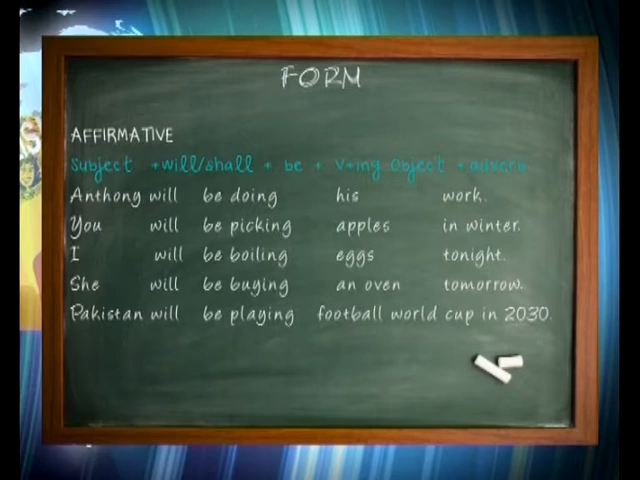 FORM
AFFIRMATIVE
Subject +will/shall + be + V+ing Object + adverb
Anthony will be doing his work.
You will be picking apples in winter.
I will be boiling eggs tonight.
She will be buying an oven tomorrow.
Pakistan will be playing football world cup in 2030.